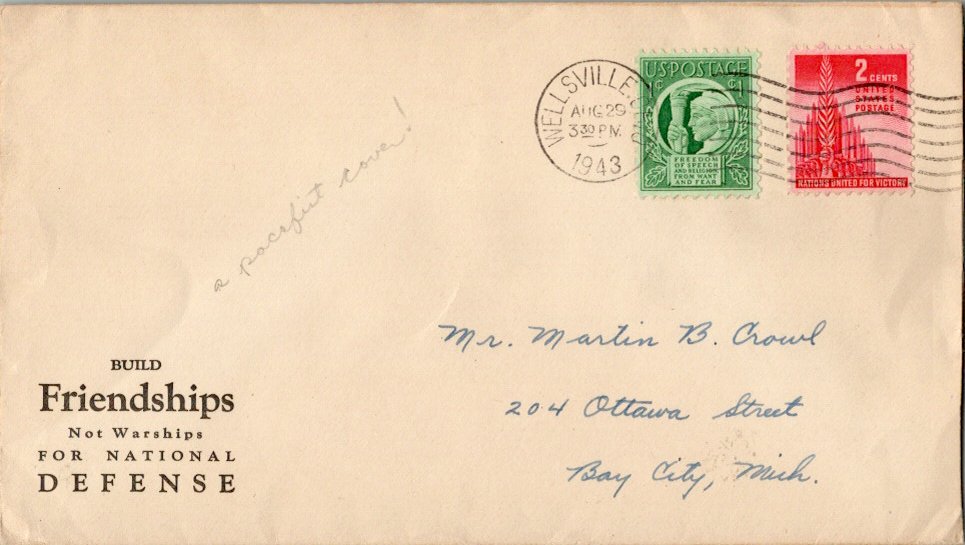 WELLSVILLE,
AUG 29
3 30 PM
1943
U.S. POSTAGE
1¢ 1¢
FREEDOM
OF SPEECH
AND RELIGION
FROM WANT
AND FEAR
2 CENTS
UNITED
STATES
POSTAGE
NATIONS UNITED FOR VICTORY
a pacafist cover!
Mr. Martin B. Crowl
204 Ottawa Street
Bay City, Mich.
BUILD
Friendships
Not Warships
FOR NATIONAL
DEFENSE